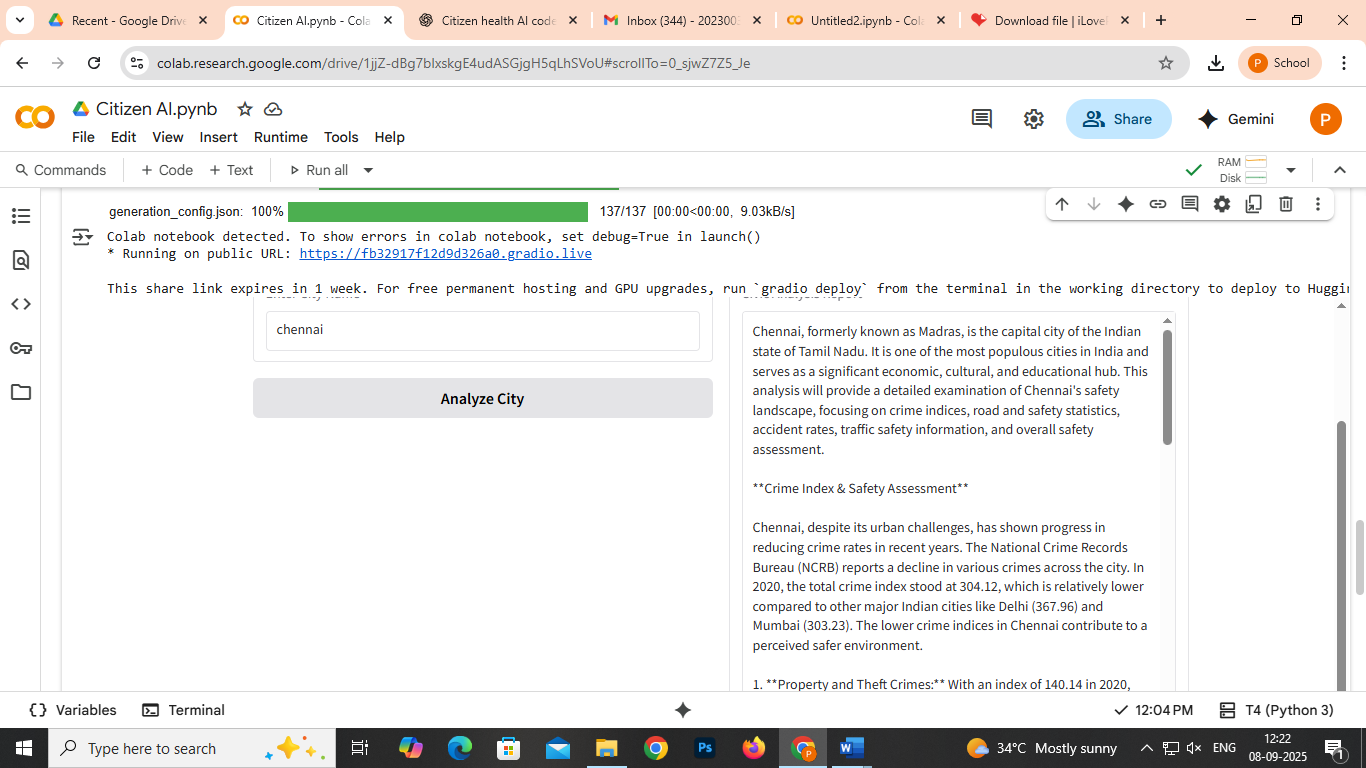 Recent - Google Drive
Citizen AI.pynb - Cola
Citizen health AI code
Inbox (344) - 2023003
Untitled2.ipynb - Cola
Download file | iLovel
colab.research.google.com/drive/1jjZ-dBg7bIxskgE4udASGjgH5qLhSVoU#scrollTo=0_sjwZ7Z5_Je
P School
Citizen AI.pynb
File Edit View Insert Runtime Tools Help
Share
Gemini
P
Commands + Code + Text Run all
RAM
Disk
generation_config.json: 100% 137/137 [00:00<00:00, 9.03kB/s]
Colab notebook detected. To show errors in colab notebook, set debug=True in launch()
* Running on public URL: https://fb32917f12d9d326a0.gradio.live
This share link expires in 1 week. For free permanent hosting and GPU upgrades, run `gradio deploy` from the terminal in the working directory to deploy to Huggin
chennai
Analyze City
Chennai, formerly known as Madras, is the capital city of the Indian
state of Tamil Nadu. It is one of the most populous cities in India and
serves as a significant economic, cultural, and educational hub. This
analysis will provide a detailed examination of Chennai's safety
landscape, focusing on crime indices, road and safety statistics,
accident rates, traffic safety information, and overall safety
assessment.
**Crime Index & Safety Assessment**
Chennai, despite its urban challenges, has shown progress in
reducing crime rates in recent years. The National Crime Records
Bureau (NCRB) reports a decline in various crimes across the city. In
2020, the total crime index stood at 304.12, which is relatively lower
compared to other major Indian cities like Delhi (367.96) and
Mumbai (303.23). The lower crime indices in Chennai contribute to a
perceived safer environment.
1. **Property and Theft Crimes:** With an index of 140.14 in 2020,
Variables Terminal
12:04 PM T4 (Python 3)
Type here to search
Ps
34°C Mostly sunny
ENG
12:22
08-09-2025
1